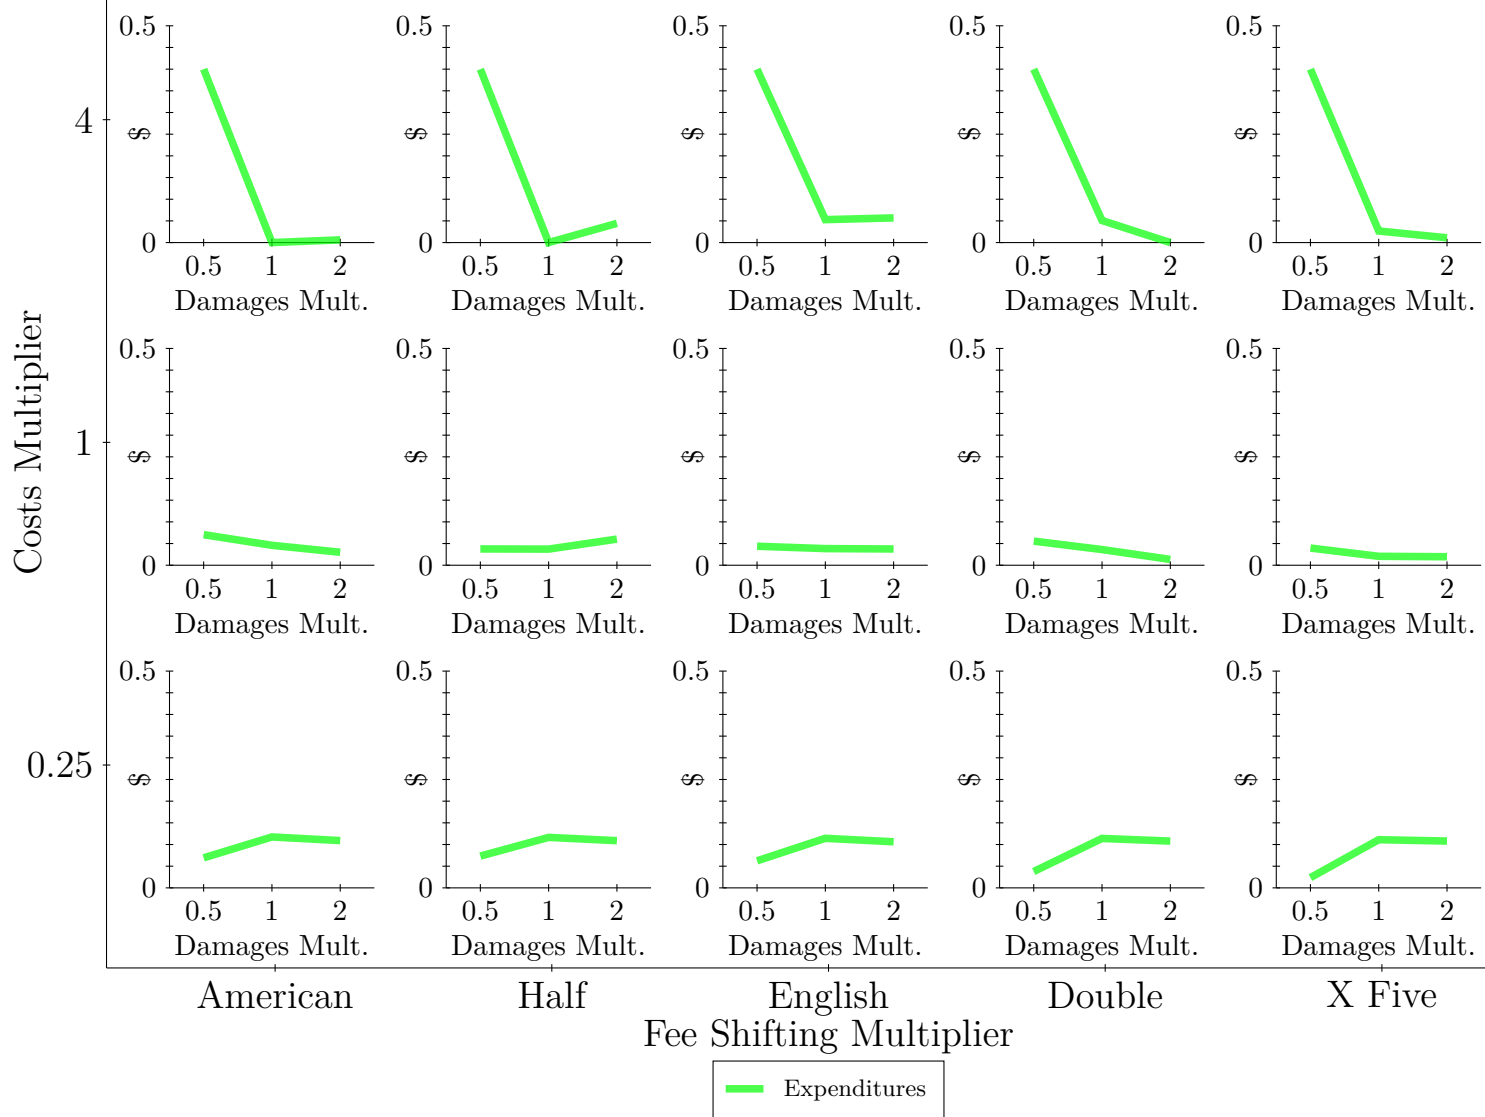 0.5 0.5 0.5 0.5 0.5
4 $ $ $ $ $
0 0 0 0 0
0.5 1 2 0.5 1 2 0.5 1 2 0.5 1 2 0.5 1 2
Damages Mult. Damages Mult. Damages Mult. Damages Mult. Damages Mult.
Costs Multiplier
0.5 0.5 0.5 0.5 0.5
1 $ $ $ $ $
0 0 0 0 0
0.5 1 2 0.5 1 2 0.5 1 2 0.5 1 2 0.5 1 2
Damages Mult. Damages Mult. Damages Mult. Damages Mult. Damages Mult.
0.5 0.5 0.5 0.5 0.5
0.25 $ $ $ $ $
0 0 0 0 0
0.5 1 2 0.5 1 2 0.5 1 2 0.5 1 2 0.5 1 2
Damages Mult. Damages Mult. Damages Mult. Damages Mult. Damages Mult.
American Half English Double X Five
Fee Shifting Multiplier
Expenditures